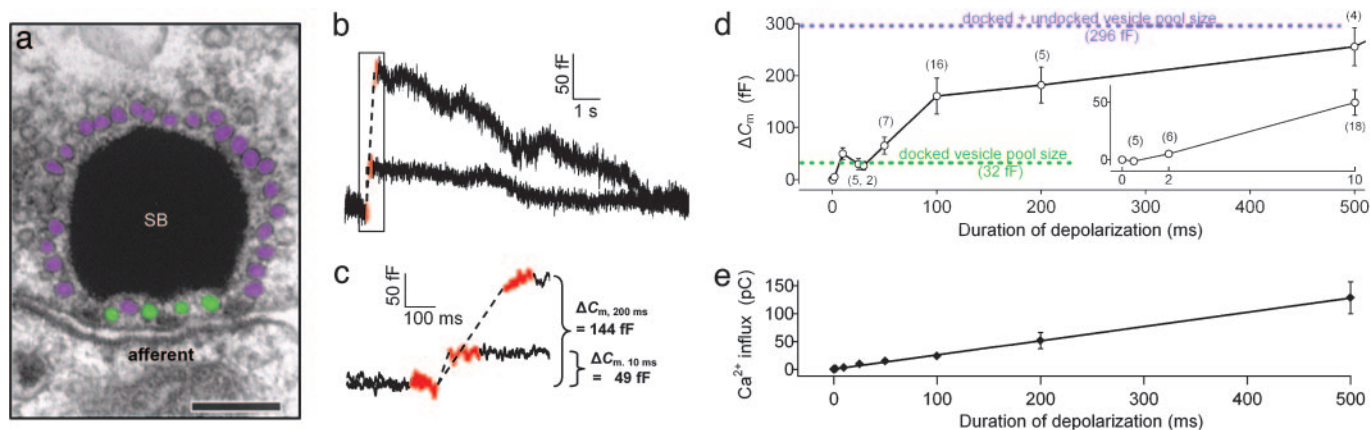 a
SB
afferent
b
50 fF
1 s
c
50 fF
100 ms
ΔCm, 200 ms
= 144 fF
ΔCm, 10 ms
= 49 fF
d
docked + undocked vesicle pool size
(296 fF)
docked vesicle pool size
(32 fF)
ΔCm (fF)
300
200
100
0
(5, 2)
(7)
(16)
(5)
(4)
50
0
(5)
(6)
(18)
0 2 10
0 100 200 300 400 500
Duration of depolarization (ms)
e
Ca2+ influx (pC)
150
100
50
0
0 100 200 300 400 500
Duration of depolarization (ms)